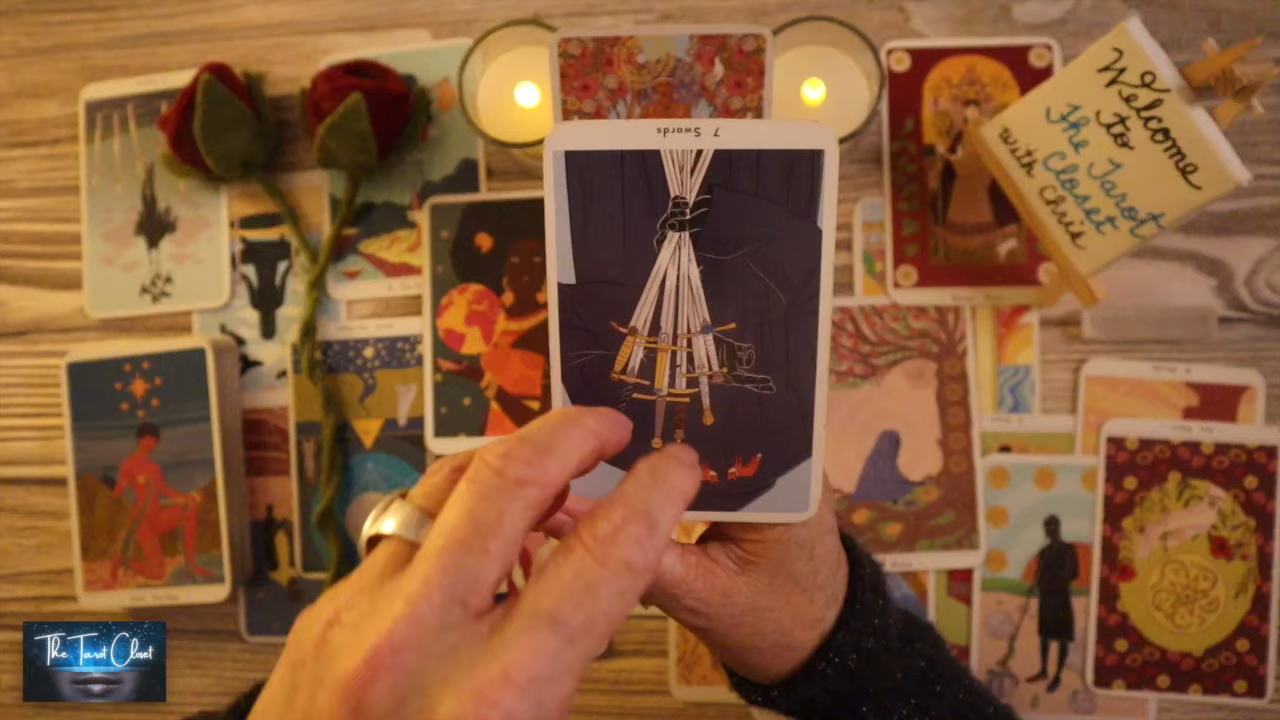 7 Swords
Welcome
to
The Tarot
Closet
with Chris
The Tarot Closet